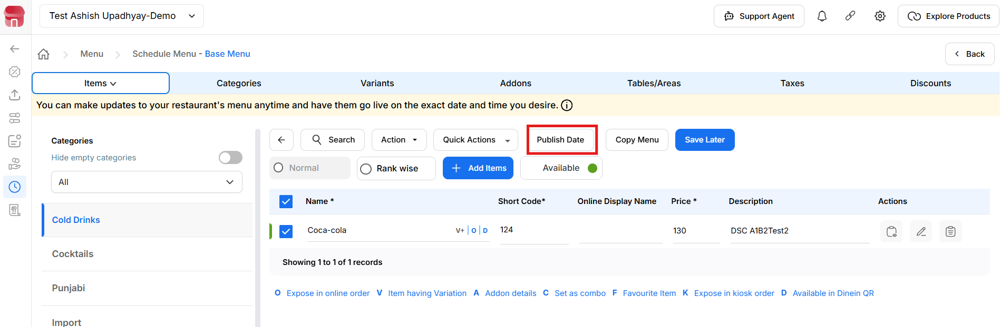 Test Ashish Upadhyay-Demo
Support Agent
Explore Products
Menu
Schedule Menu - Base Menu
Back
Items
Categories
Variants
Addons
Tables/Areas
Taxes
Discounts
You can make updates to your restaurant's menu anytime and have them go live on the exact date and time you desire.
Categories
Hide empty categories
All
Cold Drinks
Cocktails
Punjabi
Import
Search
Action
Quick Actions
Publish Date
Copy Menu
Save Later
Normal
Rank wise
Add Items
Available
Name * Short Code* Online Display Name Price * Description Actions
Coca-cola V+ | O | D 124 130 DSC A1B2Test2
Showing 1 to 1 of 1 records
O Expose in online order V Item having Variation A Addon details C Set as combo F Favourite Item K Expose in kiosk order D Available in Dinein QR